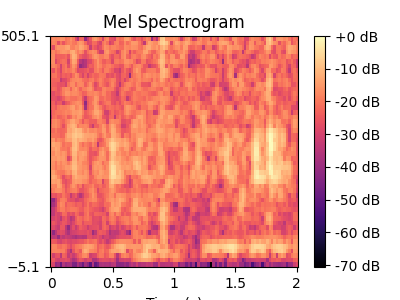 Mel Spectrogram
505.1
−5.1
0
0.5
1
1.5
2
+0 dB
-10 dB
-20 dB
-30 dB
-40 dB
-50 dB
-60 dB
-70 dB